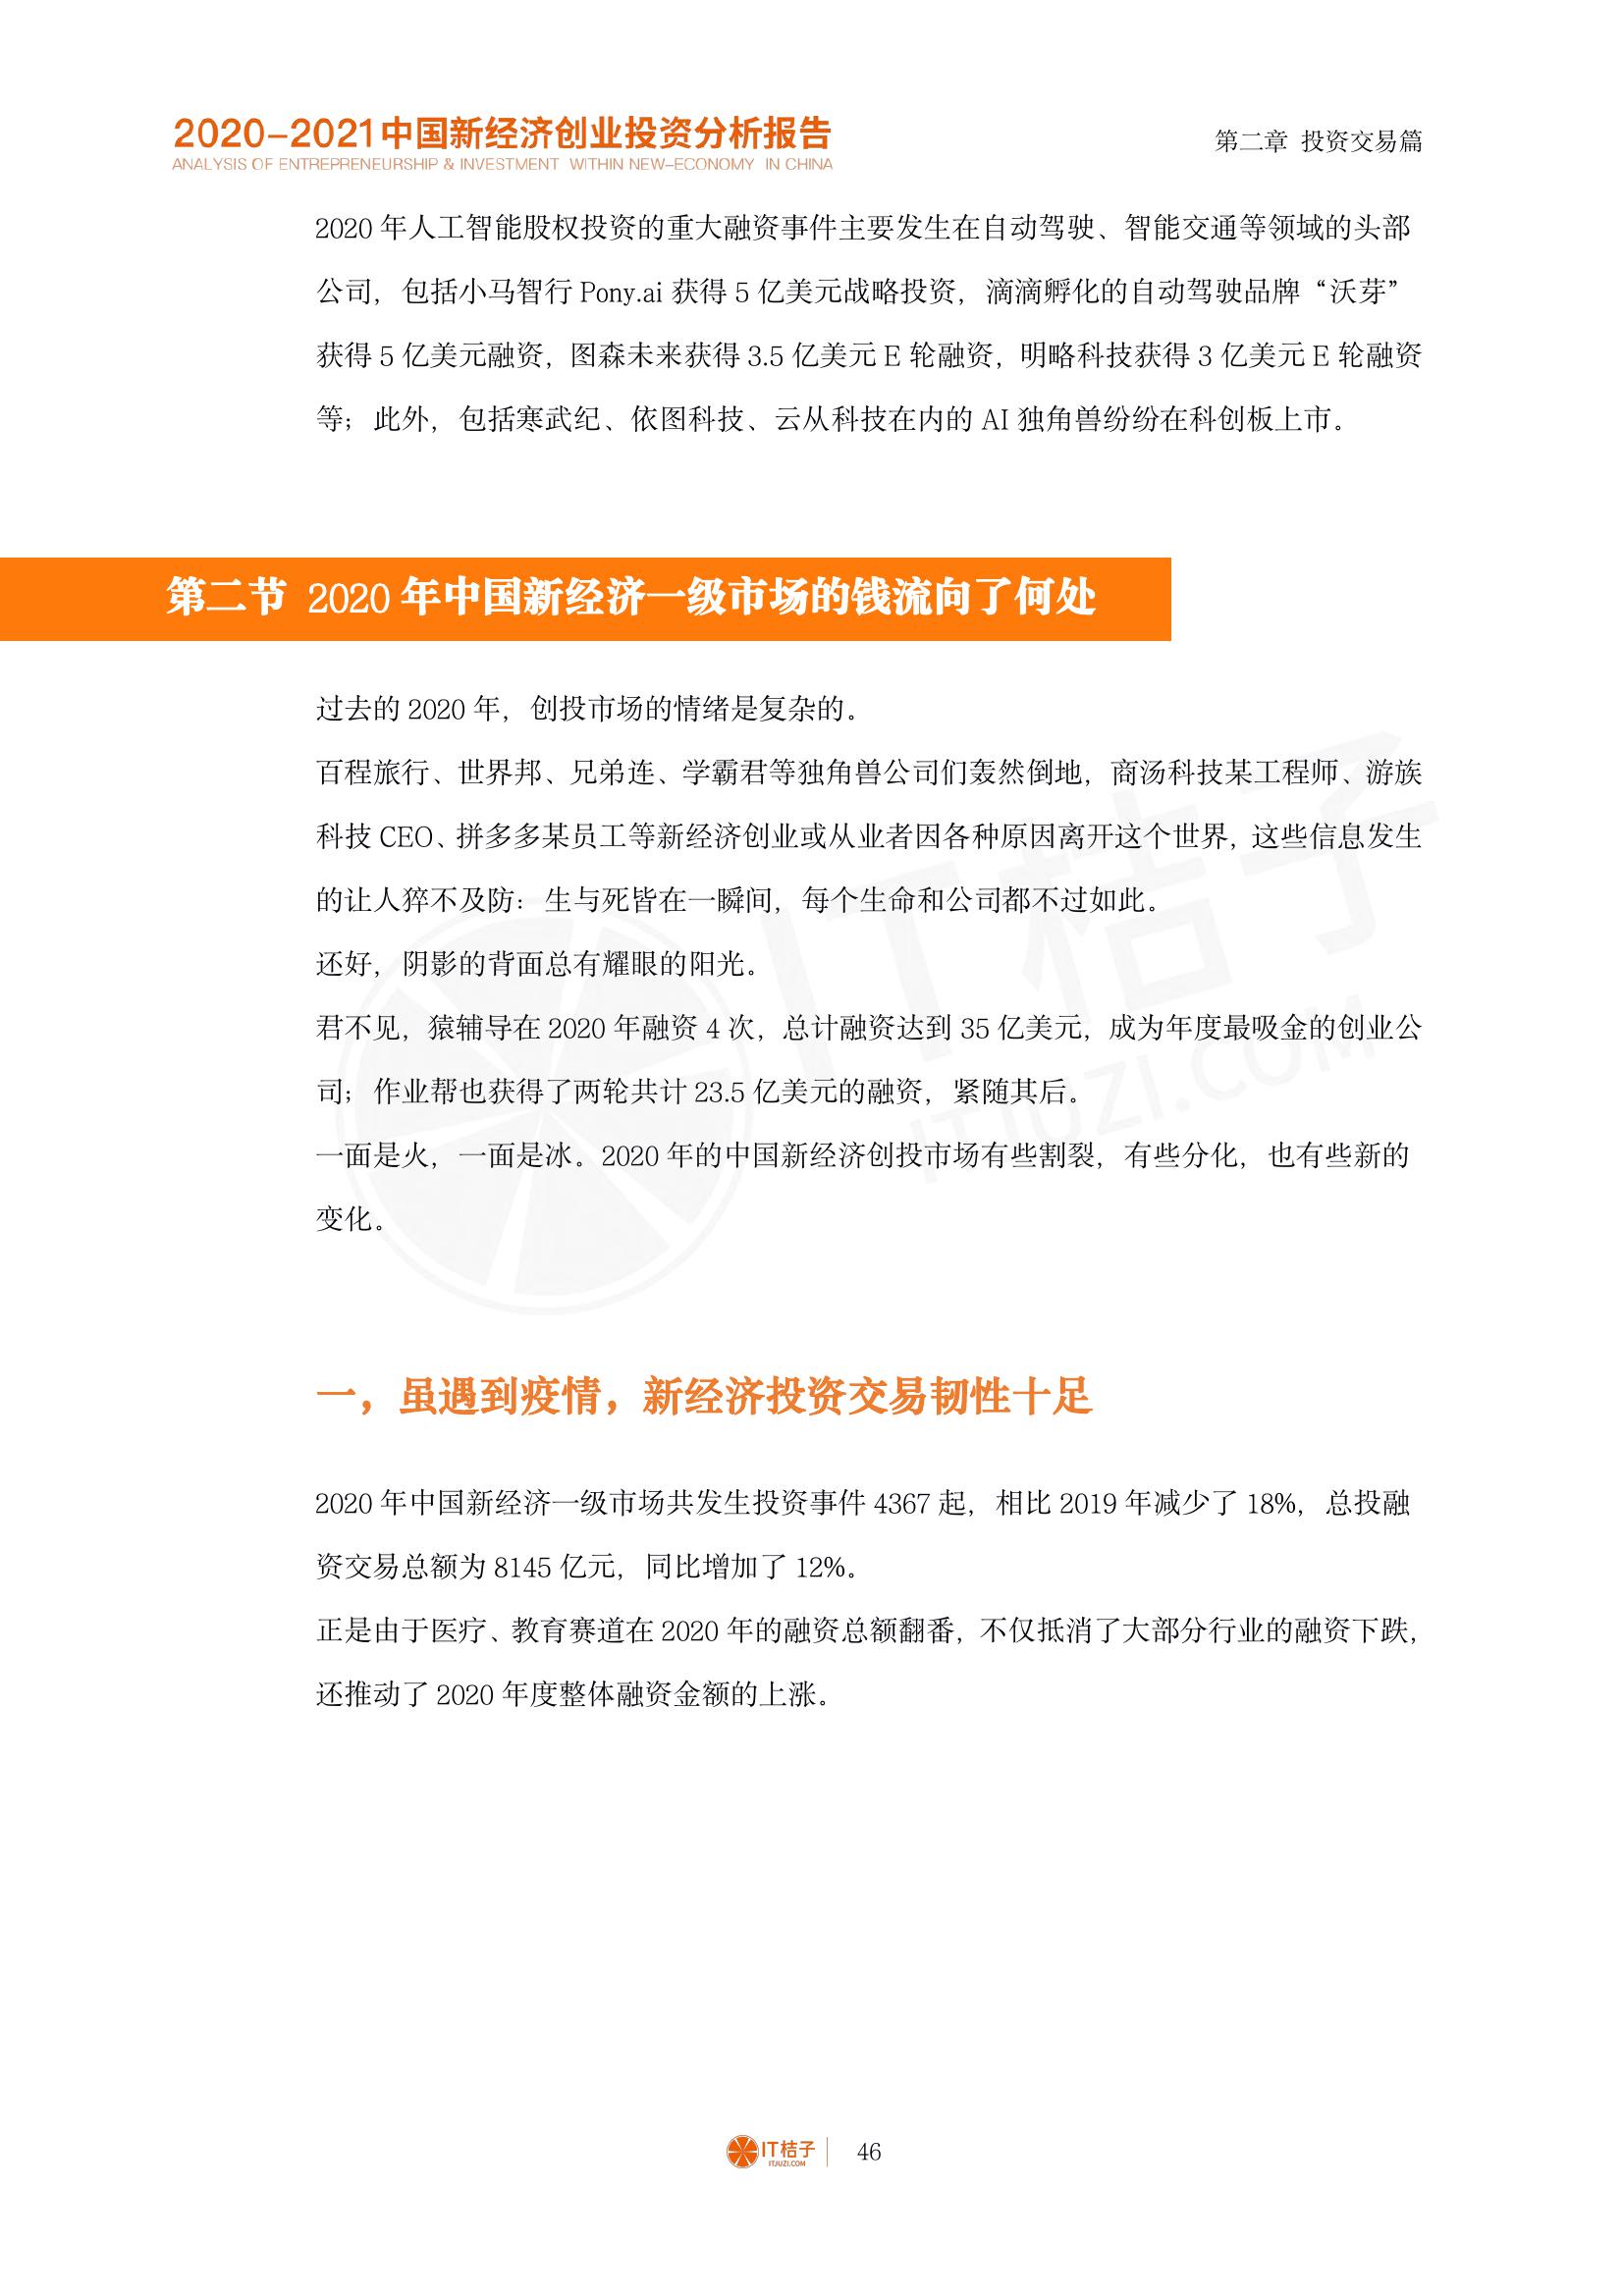 2020-2021中国新经济创业投资分析报告
ANALYSIS OF ENTREPRENEURSHIP & INVESTMENT WITHIN NEW-ECONOMY IN CHINA
第二章 投资交易篇
2020 年人工智能股权投资的重大融资事件主要发生在自动驾驶、智能交通等领域的头部
公司，包括小马智行 Pony.ai 获得 5 亿美元战略投资，滴滴孵化的自动驾驶品牌“沃芽”
获得 5 亿美元融资，图森未来获得 3.5 亿美元 E 轮融资，明略科技获得 3 亿美元 E 轮融资
等；此外，包括寒武纪、依图科技、云从科技在内的 AI 独角兽纷纷在科创板上市。
第二节 2020 年中国新经济一级市场的钱流向了何处
过去的 2020 年，创投市场的情绪是复杂的。
百程旅行、世界邦、兄弟连、学霸君等独角兽公司们轰然倒地，商汤科技某工程师、游族
科技 CEO、拼多多某员工等新经济创业或从业者因各种原因离开这个世界，这些信息发生
的让人猝不及防：生与死皆在一瞬间，每个生命和公司都不过如此。
还好，阴影的背面总有耀眼的阳光。
君不见，猿辅导在 2020 年融资 4 次，总计融资达到 35 亿美元，成为年度最吸金的创业公
司；作业帮也获得了两轮共计 23.5 亿美元的融资，紧随其后。
一面是火，一面是冰。2020 年的中国新经济创投市场有些割裂，有些分化，也有些新的
变化。
IT桔子
ITJUZI.COM
一，虽遇到疫情，新经济投资交易韧性十足
2020 年中国新经济一级市场共发生投资事件 4367 起，相比 2019 年减少了 18%，总投融
资交易总额为 8145 亿元，同比增加了 12%。
正是由于医疗、教育赛道在 2020 年的融资总额翻番，不仅抵消了大部分行业的融资下跌，
还推动了 2020 年度整体融资金额的上涨。
IT桔子
ITJUZI.COM
46